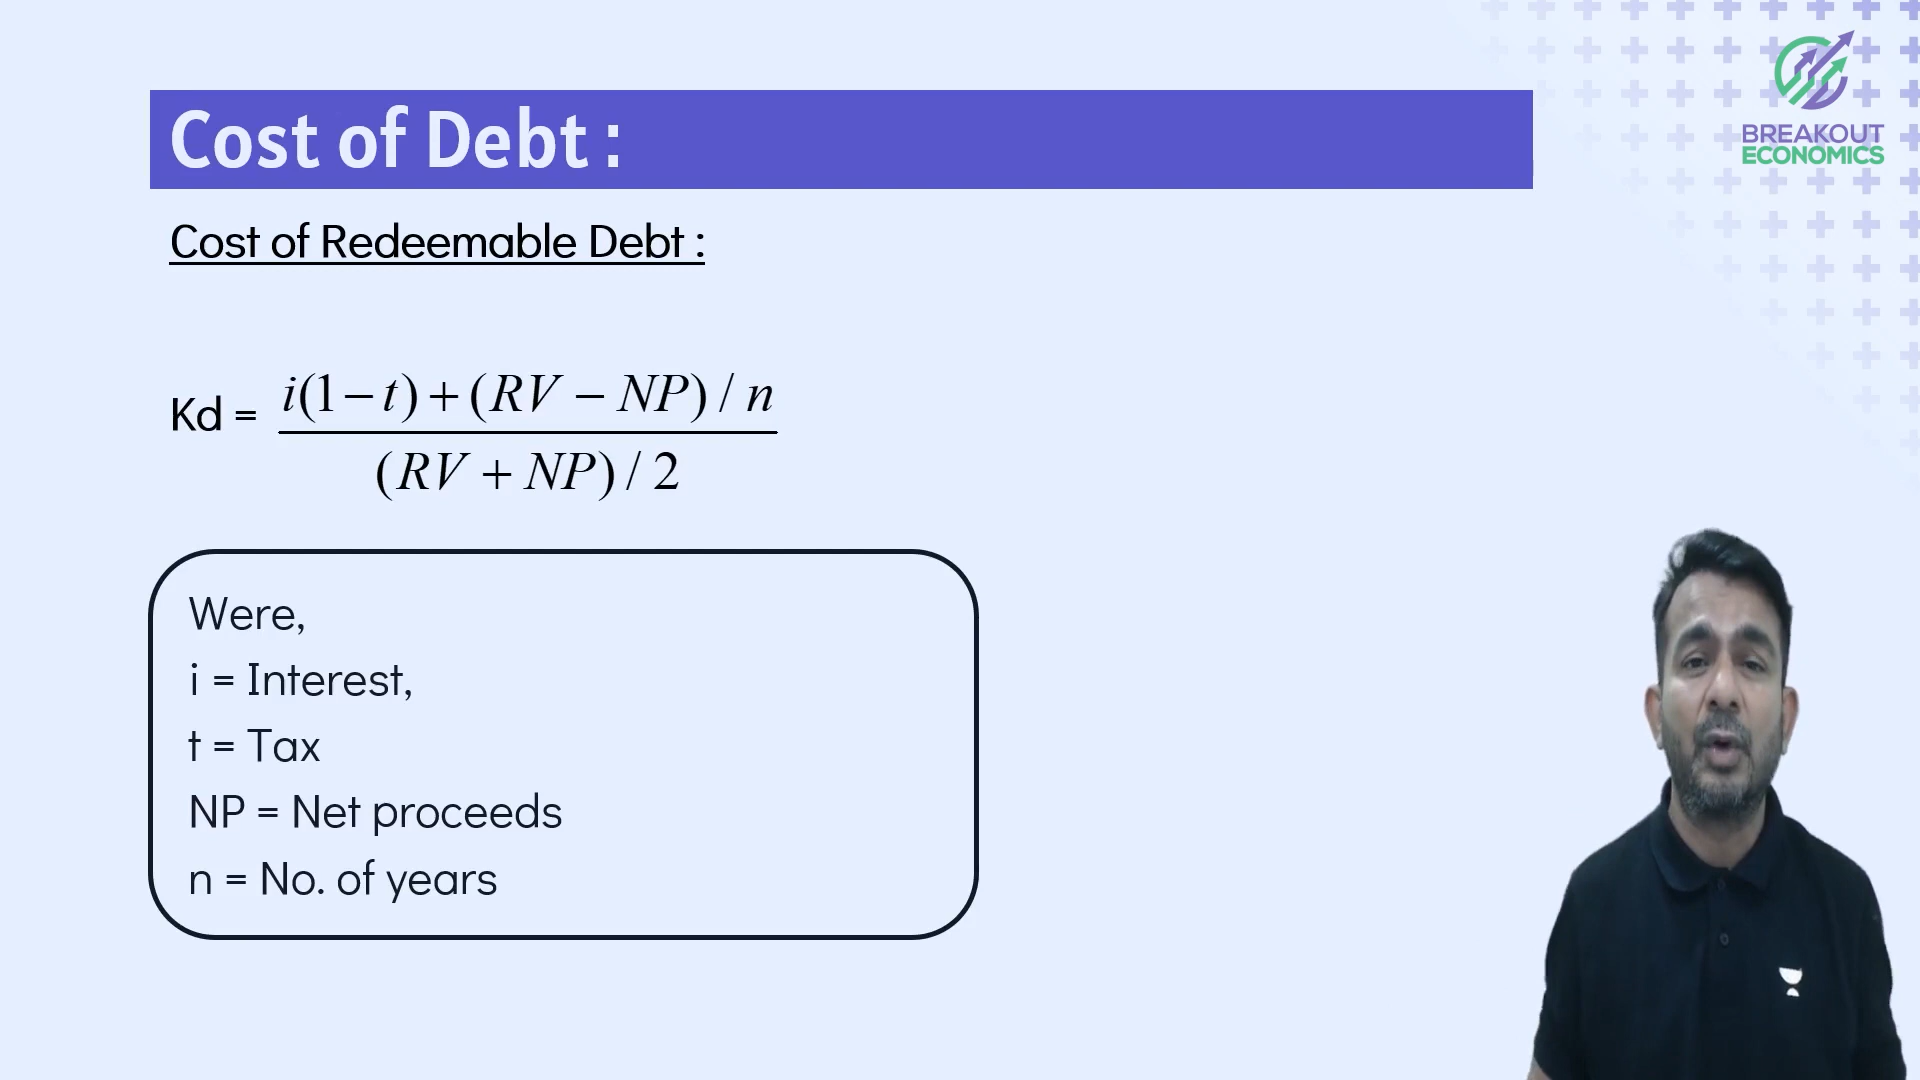 Cost of Debt :
BREAKOUT
ECONOMICS
Cost of Redeemable Debt :
Kd = i(1−t)+(RV − NP) / n
(RV + NP) / 2
Were,
i = Interest,
t = Tax
NP = Net proceeds
n = No. of years